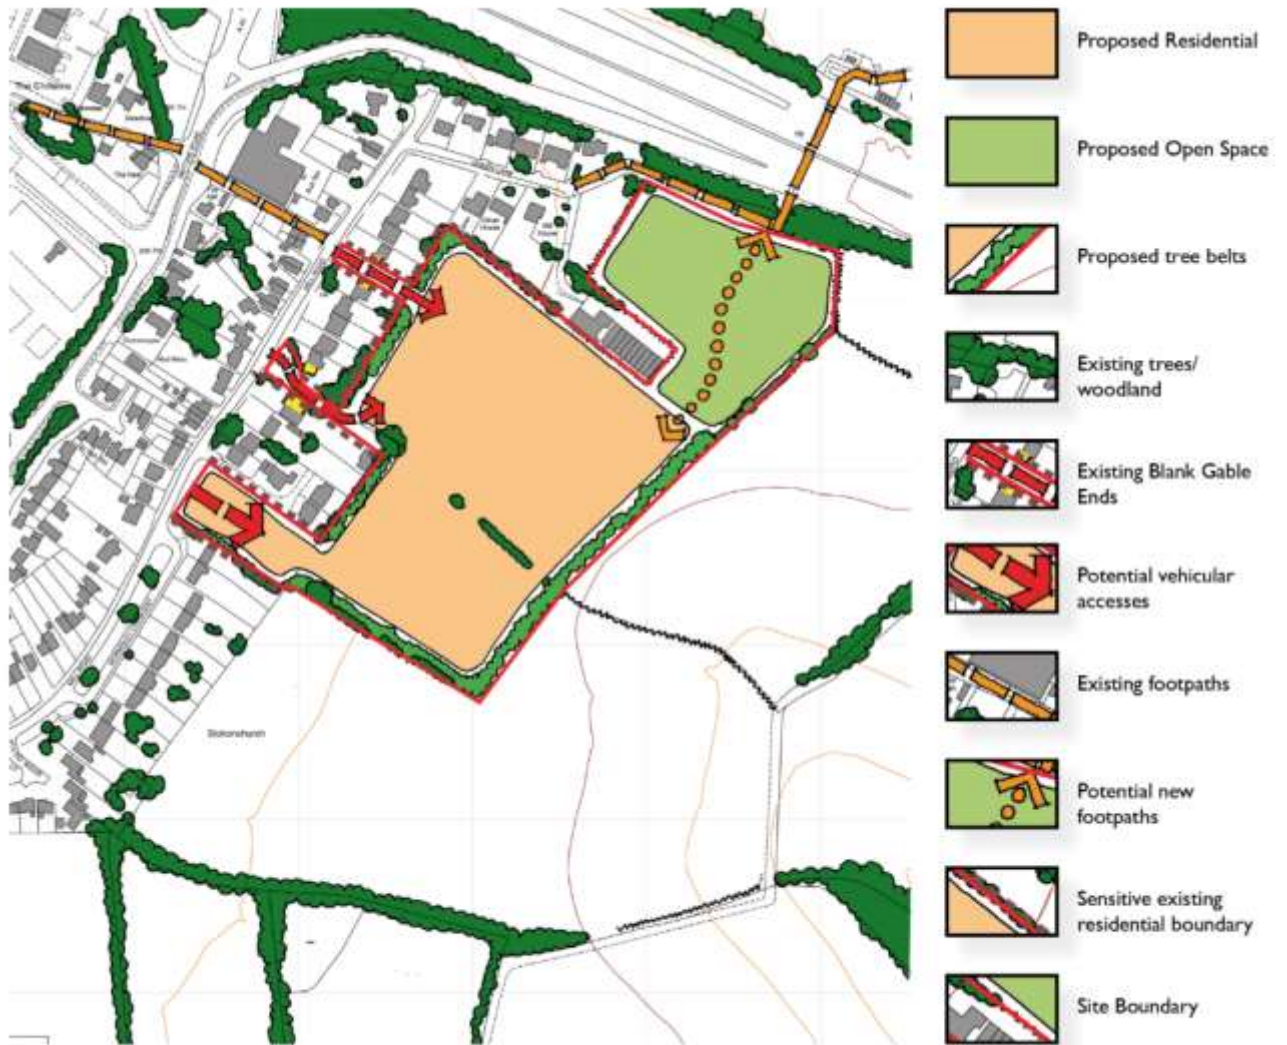 Proposed Residential
Proposed Open Space
Proposed tree belts
Existing trees/
woodland
Existing Blank Gable
Ends
Potential vehicular
accesses
Existing footpaths
Potential new
footpaths
Sensitive existing
residential boundary
Site Boundary